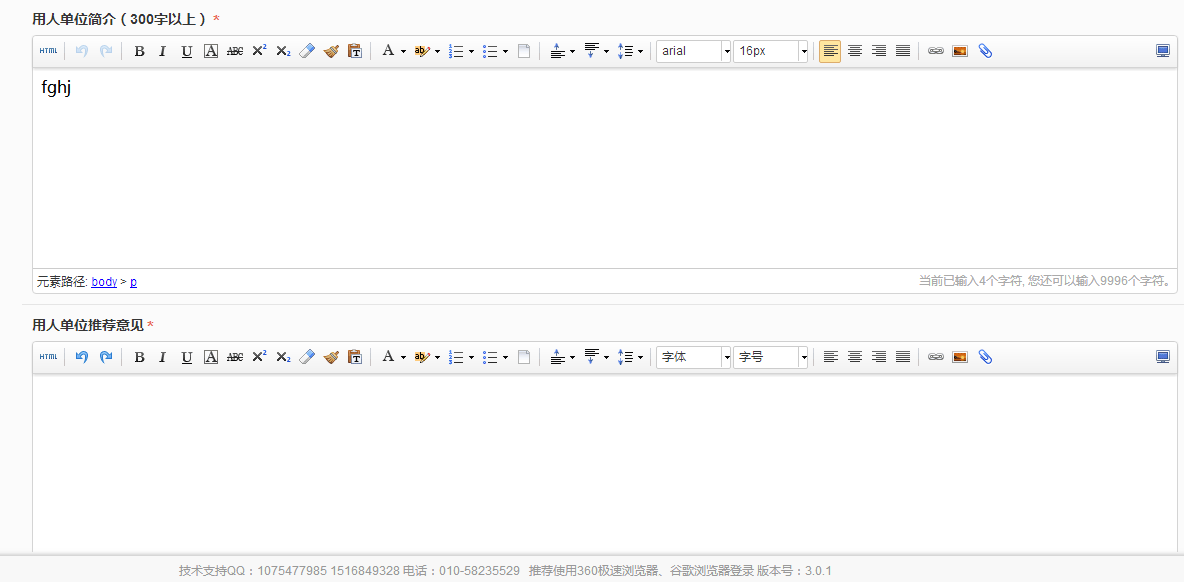 用人单位简介（300字以上）*
HTML B I U A ABC X² X₂ T A ab arial 16px
fghj
元素路径: body > p 当前已输入4个字符, 您还可以输入9996个字符。
用人单位推荐意见*
HTML B I U A ABC X² X₂ T A ab 字体 字号
技术支持QQ：1075477985 1516849328 电话：010-58235529 推荐使用360极速浏览器、谷歌浏览器登录 版本号：3.0.1